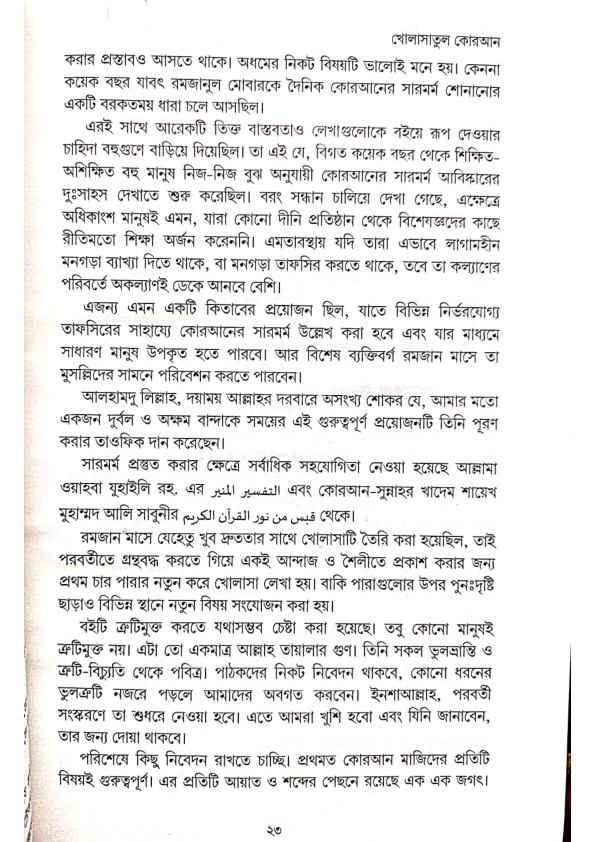 খোলাসাতুল কোরআন
করার প্রস্তাবও আসতে থাকে। অধমের নিকট বিষয়টি ভালোই মনে হয়। কেননা
কয়েক বছর যাবৎ রমজানুল মোবারকে দৈনিক কোরআনের সারমর্ম শোনানোর
একটি বরকতময় ধারা চলে আসছিল।
এরই সাথে আরেকটি তিক্ত বাস্তবতাও লেখাগুলোকে বইয়ে রূপ দেওয়ার
চাহিদা বহুগুণে বাড়িয়ে দিয়েছিল। তা এই যে, বিগত কয়েক বছর থেকে শিক্ষিত-
অশিক্ষিত বহু মানুষ নিজ-নিজ বুঝ অনুযায়ী কোরআনের সারমর্ম আবিষ্কারের
দুঃসাহস দেখাতে শুরু করেছিল। বরং সন্ধান চালিয়ে দেখা গেছে, এক্ষেত্রে
অধিকাংশ মানুষই এমন, যারা কোনো দীনি প্রতিষ্ঠান থেকে বিশেষজ্ঞদের কাছে
রীতিমতো শিক্ষা অর্জন করেননি। এমতাবস্থায় যদি তারা এভাবে লাগামহীন
মনগড়া ব্যাখ্যা দিতে থাকে, বা মনগড়া তাফসির করতে থাকে, তবে তা কল্যাণের
পরিবর্তে অকল্যাণই ডেকে আনবে বেশি।
এজন্য এমন একটি কিতাবের প্রয়োজন ছিল, যাতে বিভিন্ন নির্ভরযোগ্য
তাফসিরের সাহায্যে কোরআনের সারমর্ম উল্লেখ করা হবে এবং যার মাধ্যমে
সাধারণ মানুষ উপকৃত হতে পারবে। আর বিশেষ ব্যক্তিবর্গ রমজান মাসে তা
মুসল্লিদের সামনে পরিবেশন করতে পারবেন।
আলহামদু লিল্লাহ, দয়াময় আল্লাহর দরবারে অসংখ্য শোকর যে, আমার মতো
একজন দুর্বল ও অক্ষম বান্দাকে সময়ের এই গুরুত্বপূর্ণ প্রয়োজনটি তিনি পূরণ
করার তাওফিক দান করেছেন।
সারমর্ম প্রস্তুত করার ক্ষেত্রে সর্বাধিক সহযোগিতা নেওয়া হয়েছে আল্লামা
ওয়াহবা যুহাইলি রহ. এর التفسير المنير এবং কোরআন-সুন্নাহর খাদেম শায়েখ
মুহাম্মদ আলি সাবুনীর قبس من نور القرآن الكريم থেকে।
রমজান মাসে যেহেতু খুব দ্রুততার সাথে খোলাসাটি তৈরি করা হয়েছিল, তাই
পরবর্তীতে গ্রন্থবদ্ধ করতে গিয়ে একই আন্দাজ ও শৈলীতে প্রকাশ করার জন্য
প্রথম চার পারার নতুন করে খোলাসা লেখা হয়। বাকি পারাগুলোর উপর পুনঃদৃষ্টি
ছাড়াও বিভিন্ন স্থানে নতুন বিষয় সংযোজন করা হয়।
বইটি ত্রুটিমুক্ত করতে যথাসম্ভব চেষ্টা করা হয়েছে। তবু কোনো মানুষই
ত্রুটিমুক্ত নয়। এটা তো একমাত্র আল্লাহ তায়ালার গুণ। তিনি সকল ভুলভ্রান্তি ও
ত্রুটি-বিচ্যুতি থেকে পবিত্র। পাঠকদের নিকট নিবেদন থাকবে, কোনো ধরনের
ভুলত্রুটি নজরে পড়লে আমাদের অবগত করবেন। ইনশাআল্লাহ, পরবর্তী
সংস্করণে তা শুধরে নেওয়া হবে। এতে আমরা খুশি হবো এবং যিনি জানাবেন,
তার জন্য দোয়া থাকবে।
পরিশেষে কিছু নিবেদন রাখতে চাচ্ছি। প্রথমত কোরআন মাজিদের প্রতিটি
বিষয়ই গুরুত্বপূর্ণ। এর প্রতিটি আয়াত ও শব্দের পেছনে রয়েছে এক এক জগৎ।
২৩